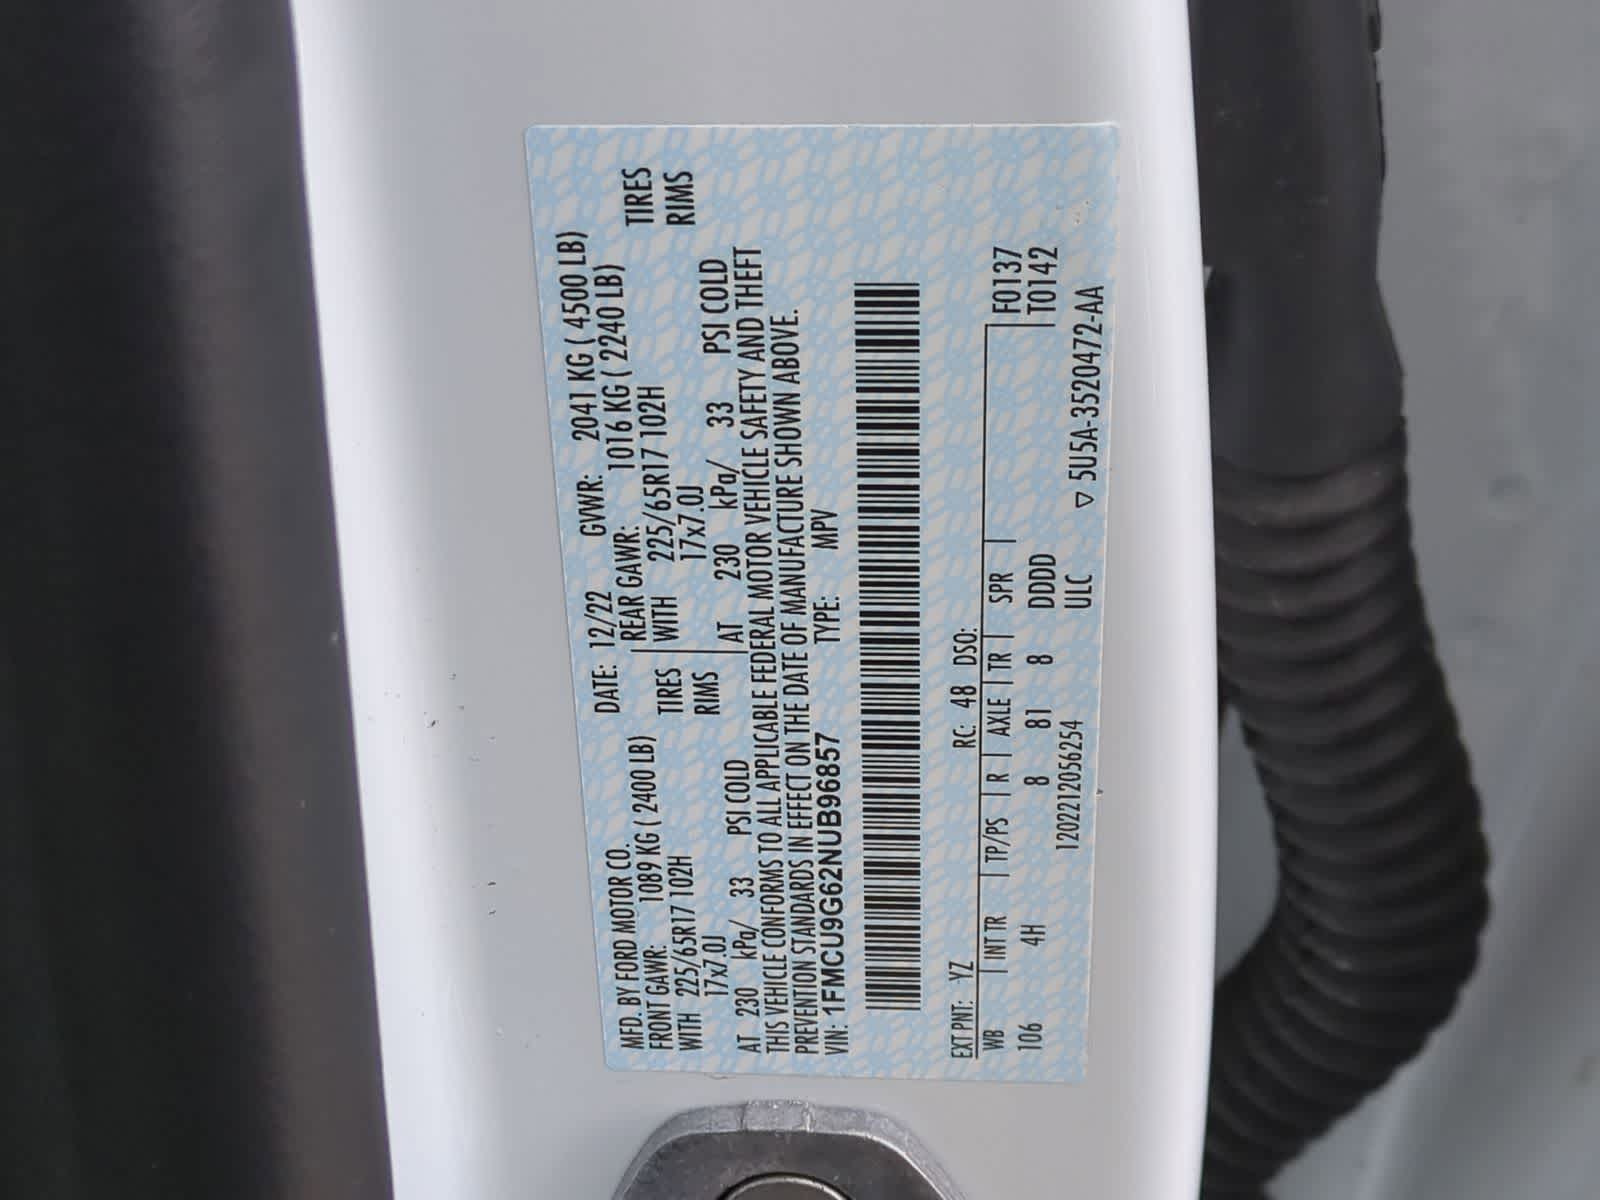 MFD. BY FORD MOTOR CO. DATE: 12/22 GVWR: 2041 KG ( 4500 LB)
FRONT GAWR: 1089 KG ( 2400 LB) REAR GAWR: 1016 KG ( 2240 LB)
WITH 225/65R17 102H TIRES WITH 225/65R17 102H TIRES
17x7.0J RIMS 17x7.0J RIMS
AT 230 kPa/ 33 PSI COLD AT 230 kPa/ 33 PSI COLD
THIS VEHICLE CONFORMS TO ALL APPLICABLE FEDERAL MOTOR VEHICLE SAFETY AND THEFT
PREVENTION STANDARDS IN EFFECT ON THE DATE OF MANUFACTURE SHOWN ABOVE.
VIN: 1FMCU9G62NUB96857 TYPE: MPV
EXT PNT: YZ RC: 48 DSO: F0137
WB INT TR TP/PS R AXLE TR SPR T0142
106 4H 8 81 8 DDDD
1202212056254 ULC ▽ 5U5A-3520472-AA